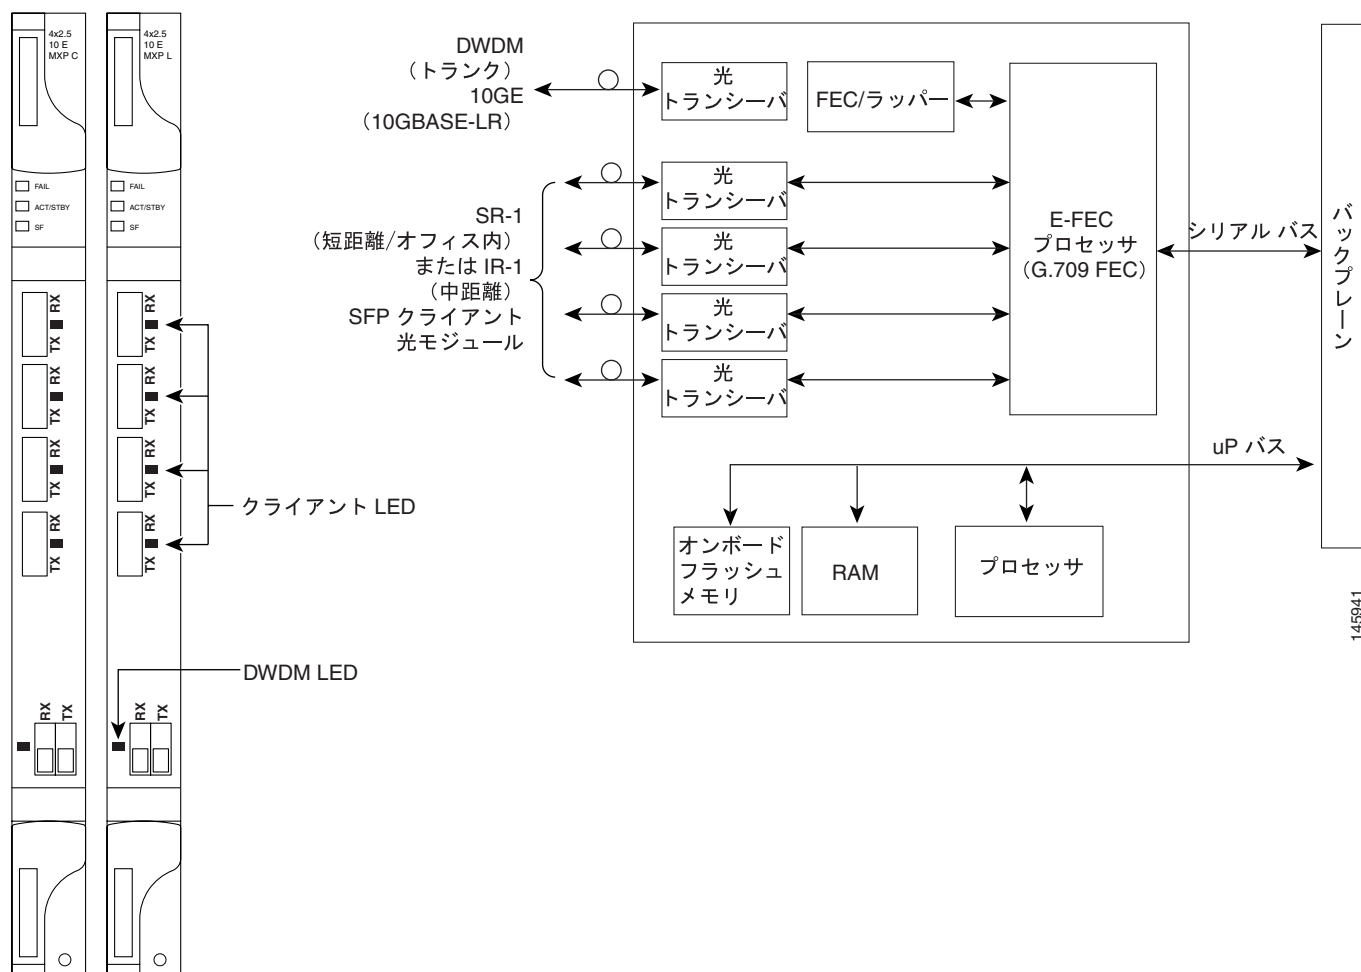 4x2.5
10 E
MXP C
FAIL
ACT/STBY
SF
RX
TX
RX
TX
RX
TX
RX
TX
RX
TX
4x2.5
10 E
MXP L
FAIL
ACT/STBY
SF
RX
TX
RX
TX
RX
TX
RX
TX
RX
TX
クライアント LED
DWDM LED
DWDM
（トランク）
10GE
（10GBASE-LR）
SR-1
（短距離/オフィス内）
または IR-1
（中距離）
SFP クライアント
光モジュール
光
トランシーバ
FEC/ラッパー
光
トランシーバ
光
トランシーバ
光
トランシーバ
光
トランシーバ
E-FEC
プロセッサ
（G.709 FEC）
シリアル バス
バックプレーン
uP バス
オンボード
フラッシュ
メモリ
RAM
プロセッサ
145941